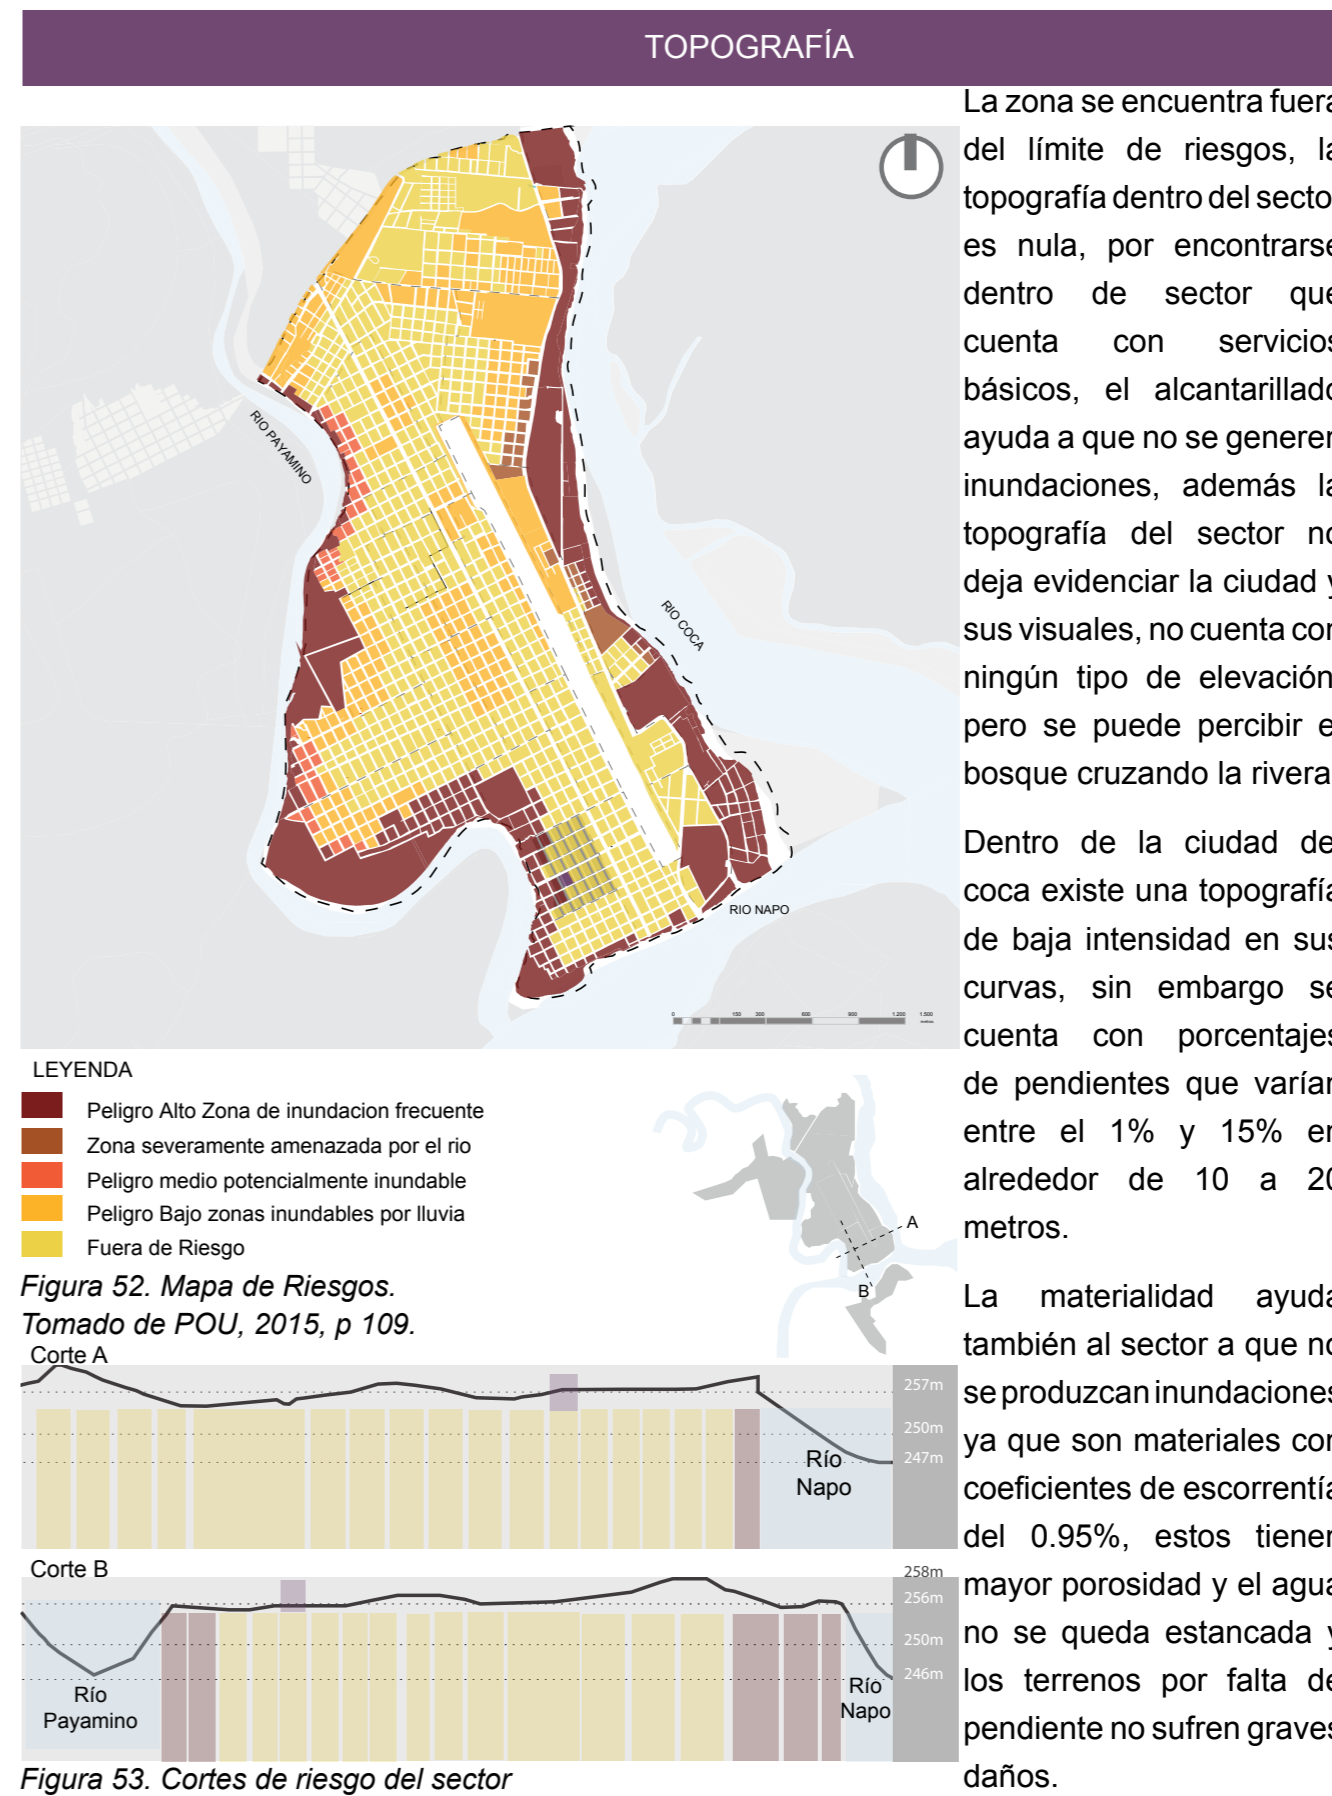 TOPOGRAFÍA
RIO PAYAMINO
RIO COCA
RIO NAPO
0 150 300 600 900 1.200 1.500
LEYENDA
Peligro Alto Zona de inundacion frecuente
Zona severamente amenazada por el rio
Peligro medio potencialmente inundable
Peligro Bajo zonas inundables por lluvia
Fuera de Riesgo
A
B
Figura 52. Mapa de Riesgos.
Tomado de POU, 2015, p 109.
Corte A
257m
250m
247m
Río
Napo
Corte B
258m
256m
250m
246m
Río
Payamino
Río
Napo
Figura 53. Cortes de riesgo del sector
La zona se encuentra fuera
del límite de riesgos, la
topografía dentro del secto
es nula, por encontrarse
dentro de sector que
cuenta con servicios
básicos, el alcantarillado
ayuda a que no se generen
inundaciones, además la
topografía del sector no
deja evidenciar la ciudad y
sus visuales, no cuenta con
ningún tipo de elevación
pero se puede percibir e
bosque cruzando la rivera
Dentro de la ciudad de
coca existe una topografía
de baja intensidad en sus
curvas, sin embargo se
cuenta con porcentajes
de pendientes que varían
entre el 1% y 15% en
alrededor de 10 a 20
metros.
La materialidad ayuda
también al sector a que no
se produzcan inundaciones
ya que son materiales con
coeficientes de escorrentía
del 0.95%, estos tienen
mayor porosidad y el agua
no se queda estancada y
los terrenos por falta de
pendiente no sufren graves
daños.